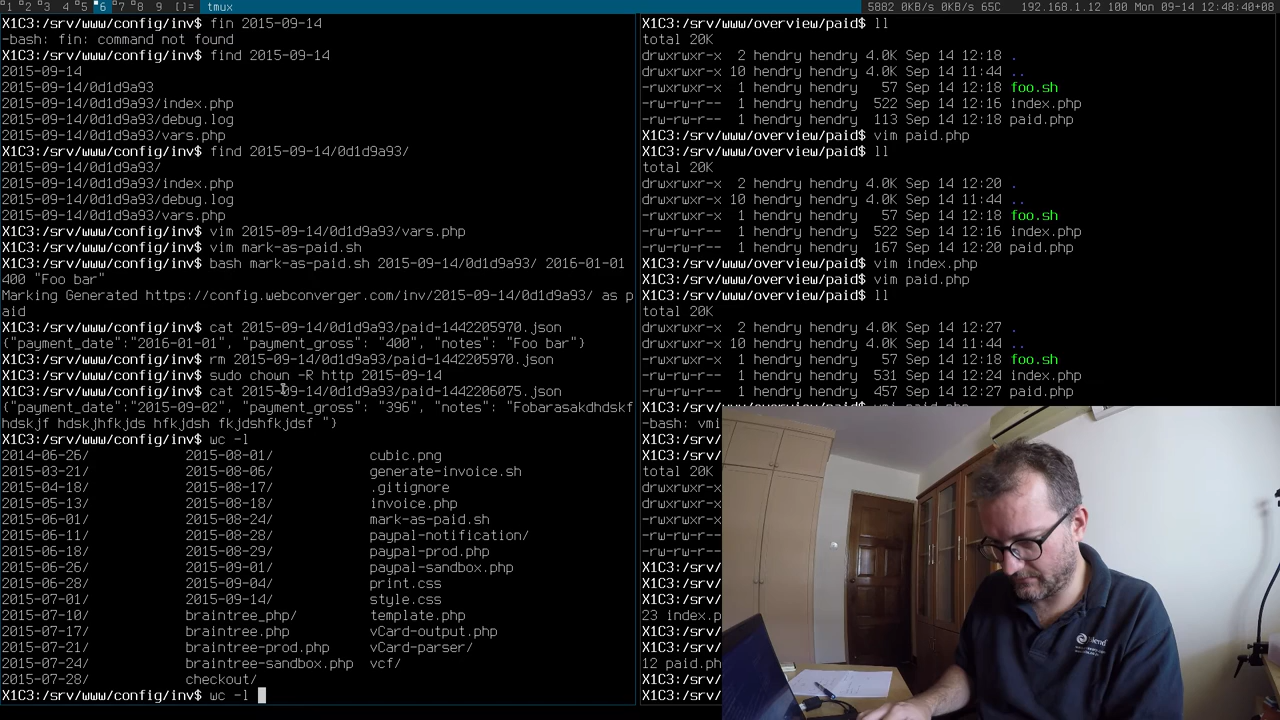 1 2 3 4 5 6 7 8 9 []= tmux 5882 0KB/s 0KB/s 65C 192.168.1.12 100 Mon 09-14 12:48:40+08
X1C3:/srv/www/config/inv$ fin 2015-09-14
-bash: fin: command not found
X1C3:/srv/www/config/inv$ find 2015-09-14
2015-09-14
2015-09-14/0d1d9a93
2015-09-14/0d1d9a93/index.php
2015-09-14/0d1d9a93/debug.log
2015-09-14/0d1d9a93/vars.php
X1C3:/srv/www/config/inv$ find 2015-09-14/0d1d9a93/
2015-09-14/0d1d9a93/
2015-09-14/0d1d9a93/index.php
2015-09-14/0d1d9a93/debug.log
2015-09-14/0d1d9a93/vars.php
X1C3:/srv/www/config/inv$ vim 2015-09-14/0d1d9a93/vars.php
X1C3:/srv/www/config/inv$ vim mark-as-paid.sh
X1C3:/srv/www/config/inv$ bash mark-as-paid.sh 2015-09-14/0d1d9a93/ 2016-01-01
400 "Foo bar"
Marking Generated https://config.webconverger.com/inv/2015-09-14/0d1d9a93/ as p
aid
X1C3:/srv/www/config/inv$ cat 2015-09-14/0d1d9a93/paid-1442205970.json
{"payment_date":"2016-01-01", "payment_gross": "400", "notes": "Foo bar"}
X1C3:/srv/www/config/inv$ rm 2015-09-14/0d1d9a93/paid-1442205970.json
X1C3:/srv/www/config/inv$ sudo chown -R http 2015-09-14
X1C3:/srv/www/config/inv$ cat 2015-09-14/0d1d9a93/paid-1442206075.json
{"payment_date":"2015-09-02", "payment_gross": "396", "notes": "Fobarasakdhdskf
hdskjf hdskjhfkjds hfkjdsh fkjdshfkjdsf "}
X1C3:/srv/www/config/inv$ wc -l
2014-06-26/ 2015-08-01/ cubic.png
2015-03-21/ 2015-08-06/ generate-invoice.sh
2015-04-18/ 2015-08-17/ .gitignore
2015-05-13/ 2015-08-18/ invoice.php
2015-06-01/ 2015-08-24/ mark-as-paid.sh
2015-06-11/ 2015-08-28/ paypal-notification/
2015-06-18/ 2015-08-29/ paypal-prod.php
2015-06-26/ 2015-09-01/ paypal-sandbox.php
2015-06-28/ 2015-09-04/ print.css
2015-07-01/ 2015-09-14/ style.css
2015-07-10/ braintree_php/ template.php
2015-07-17/ braintree.php vCard-output.php
2015-07-21/ braintree-prod.php vCard-parser/
2015-07-24/ braintree-sandbox.php vcf/
2015-07-28/ checkout/
X1C3:/srv/www/config/inv$ wc -l
X1C3:/srv/www/overview/paid$ ll
total 20K
drwxrwxr-x 2 hendry hendry 4.0K Sep 14 12:18 .
drwxrwxr-x 10 hendry hendry 4.0K Sep 14 11:44 ..
-rwxrwxr-x 1 hendry hendry 57 Sep 14 12:18 foo.sh
-rw-rw-r-- 1 hendry hendry 522 Sep 14 12:16 index.php
-rw-rw-r-- 1 hendry hendry 113 Sep 14 12:18 paid.php
X1C3:/srv/www/overview/paid$ vim paid.php
X1C3:/srv/www/overview/paid$ ll
total 20K
drwxrwxr-x 2 hendry hendry 4.0K Sep 14 12:20 .
drwxrwxr-x 10 hendry hendry 4.0K Sep 14 11:44 ..
-rwxrwxr-x 1 hendry hendry 57 Sep 14 12:18 foo.sh
-rw-rw-r-- 1 hendry hendry 522 Sep 14 12:16 index.php
-rw-rw-r-- 1 hendry hendry 167 Sep 14 12:20 paid.php
X1C3:/srv/www/overview/paid$ vim index.php
X1C3:/srv/www/overview/paid$ vim paid.php
X1C3:/srv/www/overview/paid$ ll
total 20K
drwxrwxr-x 2 hendry hendry 4.0K Sep 14 12:27 .
drwxrwxr-x 10 hendry hendry 4.0K Sep 14 11:44 ..
-rwxrwxr-x 1 hendry hendry 57 Sep 14 12:18 foo.sh
-rw-rw-r-- 1 hendry hendry 531 Sep 14 12:24 index.php
-rw-rw-r-- 1 hendry hendry 457 Sep 14 12:27 paid.php
-bash: vmi
X1C3:/srv/
total 20K
drwxrwxr-x
drwxrwxr-x
-rwxrwxr-x
-rw-rw-r--
-rw-rw-r--
X1C3:/srv/
X1C3:/srv/
X1C3:/srv/
23 index.p
X1C3:/srv/
X1C3:/srv/
12 paid.ph
X1C3:/srv/
X1C3:/srv/